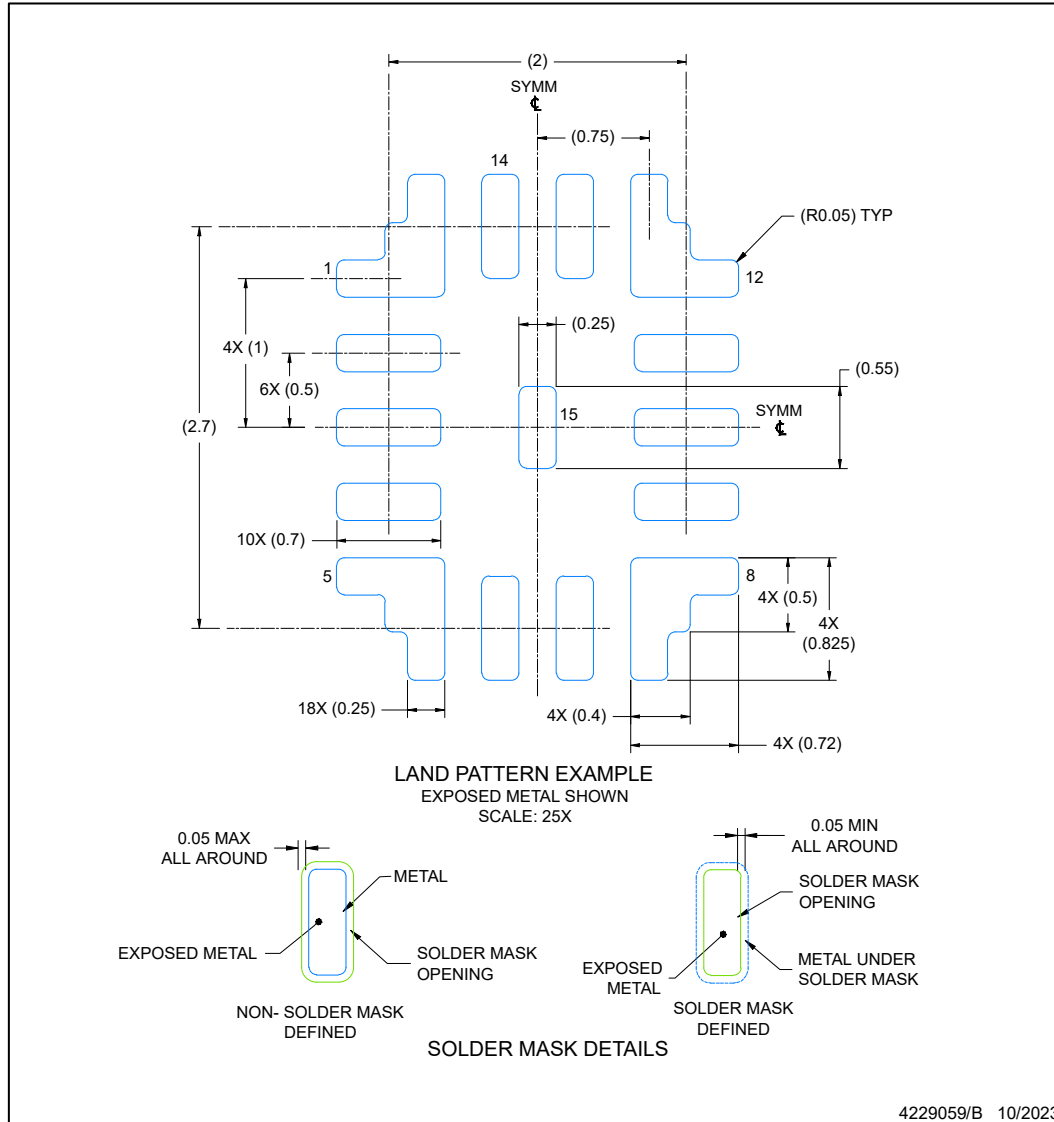 (2)
SYMM
℄
(0.75)
14
(R0.05) TYP
1
12
(0.25)
4X (1)
(0.55)
6X (0.5)
15
SYMM
℄
(2.7)
10X (0.7)
5
8
4X (0.5)
4X
(0.825)
18X (0.25)
4X (0.4)
4X (0.72)
LAND PATTERN EXAMPLE
EXPOSED METAL SHOWN
SCALE: 25X
0.05 MAX
ALL AROUND
METAL
EXPOSED METAL
SOLDER MASK
OPENING
NON- SOLDER MASK
DEFINED
0.05 MIN
ALL AROUND
SOLDER MASK
OPENING
EXPOSED
METAL
METAL UNDER
SOLDER MASK
SOLDER MASK
DEFINED
SOLDER MASK DETAILS
4229059/B 10/2023